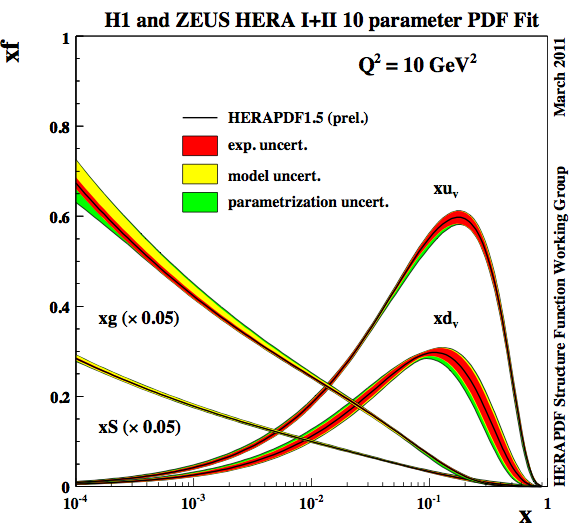 H1 and ZEUS HERA I+II 10 parameter PDF Fit
xf
1
Q² = 10 GeV²
HERAPDF1.5 (prel.)
exp. uncert.
model uncert.
parametrization uncert.
0.8
0.6
xuᵥ
0.4
xg (× 0.05)
xdᵥ
0.2
xS (× 0.05)
0
10⁻⁴ 10⁻³ 10⁻² 10⁻¹ 1
x
HERAPDF Structure Function Working Group March 2011